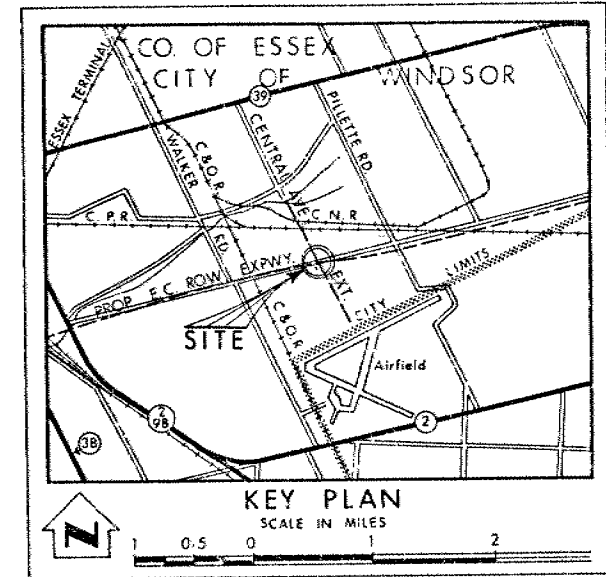 CO. OF ESSEX
CITY OF WINDSOR
ESSEX TERMINAL
39
WALKER RD.
C & O. R.
CENTRAL AVE. EXT.
PILLETTE RD.
C. P. R.
C. N. R.
PROP. E.C. ROW EXPWY.
CITY LIMITS
SITE
C & O. R.
Airfield
2
9B
3B
2
KEY PLAN
SCALE IN MILES
N
1 0.5 0 1 2